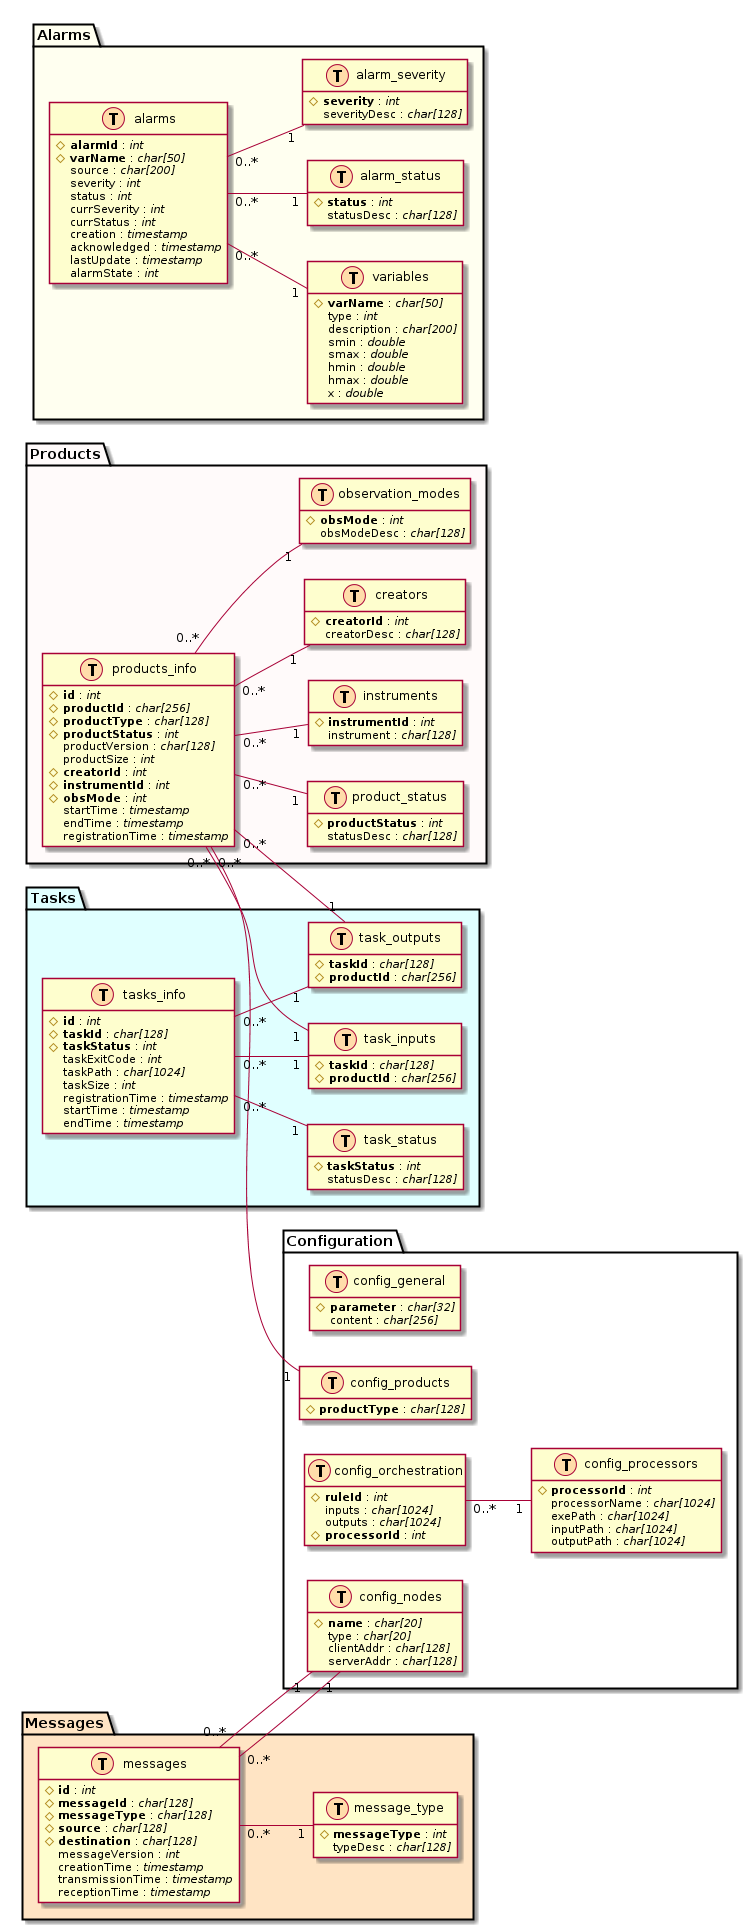 Alarms
T alarms
alarmId : int
varName : char[50]
source : char[200]
severity : int
status : int
currSeverity : int
currStatus : int
creation : timestamp
acknowledged : timestamp
lastUpdate : timestamp
alarmState : int
T alarm_severity
severity : int
severityDesc : char[128]
T alarm_status
status : int
statusDesc : char[128]
T variables
varName : char[50]
type : int
description : char[200]
smin : double
smax : double
hmin : double
hmax : double
x : double
0..* 1
0..* 1
0..* 1
Products
T observation_modes
obsMode : int
obsModeDesc : char[128]
T creators
creatorId : int
creatorDesc : char[128]
T products_info
id : int
productId : char[256]
productType : char[128]
productStatus : int
productVersion : char[128]
productSize : int
creatorId : int
instrumentId : int
obsMode : int
startTime : timestamp
endTime : timestamp
registrationTime : timestamp
T instruments
instrumentId : int
instrument : char[128]
T product_status
productStatus : int
statusDesc : char[128]
0..* 1
0..* 1
0..* 1
0..* 1
0..* 1
0..* 1
0..* 1
Tasks
T task_outputs
taskId : char[128]
productId : char[256]
T tasks_info
id : int
taskId : char[128]
taskStatus : int
taskExitCode : int
taskPath : char[1024]
taskSize : int
registrationTime : timestamp
startTime : timestamp
endTime : timestamp
T task_inputs
taskId : char[128]
productId : char[256]
T task_status
taskStatus : int
statusDesc : char[128]
0..* 1
0..* 1
0..* 1
Configuration
T config_general
parameter : char[32]
content : char[256]
T config_products
productType : char[128]
T config_orchestration
ruleId : int
inputs : char[1024]
outputs : char[1024]
processorId : int
0..* 1
T config_processors
processorId : int
processorName : char[1024]
exePath : char[1024]
inputPath : char[1024]
outputPath : char[1024]
T config_nodes
name : char[20]
type : char[20]
clientAddr : char[128]
serverAddr : char[128]
1 1
0..* 0..*
Messages
T messages
id : int
messageId : char[128]
messageType : char[128]
source : char[128]
destination : char[128]
messageVersion : int
creationTime : timestamp
transmissionTime : timestamp
receptionTime : timestamp
0..* 1
T message_type
messageType : int
typeDesc : char[128]